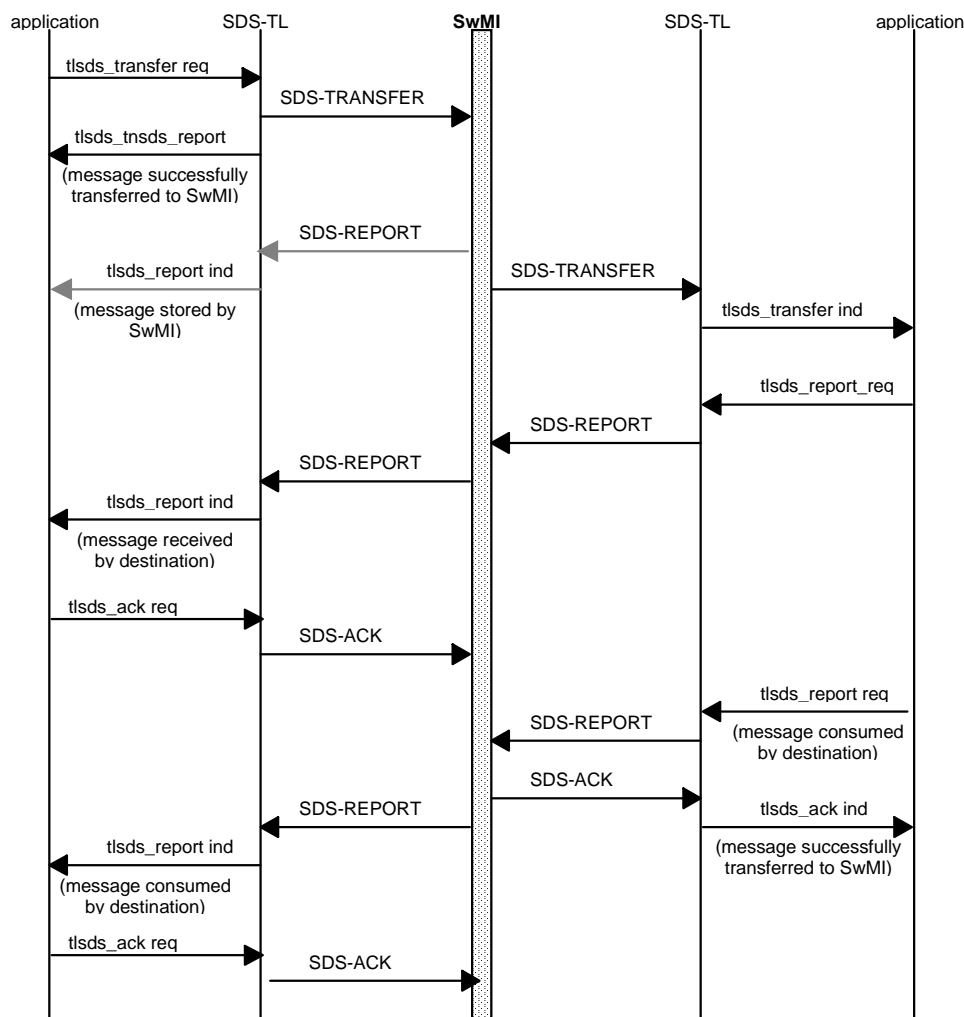 application
SDS-TL
SwMI
SDS-TL
application
tlsds_transfer req
SDS-TRANSFER
tlsds_tnsds_report
(message successfully
transferred to SwMI)
SDS-REPORT
tlsds_report ind
SDS-TRANSFER
(message stored by
SwMI)
tlsds_transfer ind
tlsds_report_req
SDS-REPORT
SDS-REPORT
tlsds_report ind
(message received
by destination)
tlsds_ack req
SDS-ACK
tlsds_report req
SDS-REPORT
(message consumed
by destination)
SDS-ACK
SDS-REPORT
tlsds_ack ind
tlsds_report ind
(message successfully
transferred to SwMI)
(message consumed
by destination)
tlsds_ack req
SDS-ACK